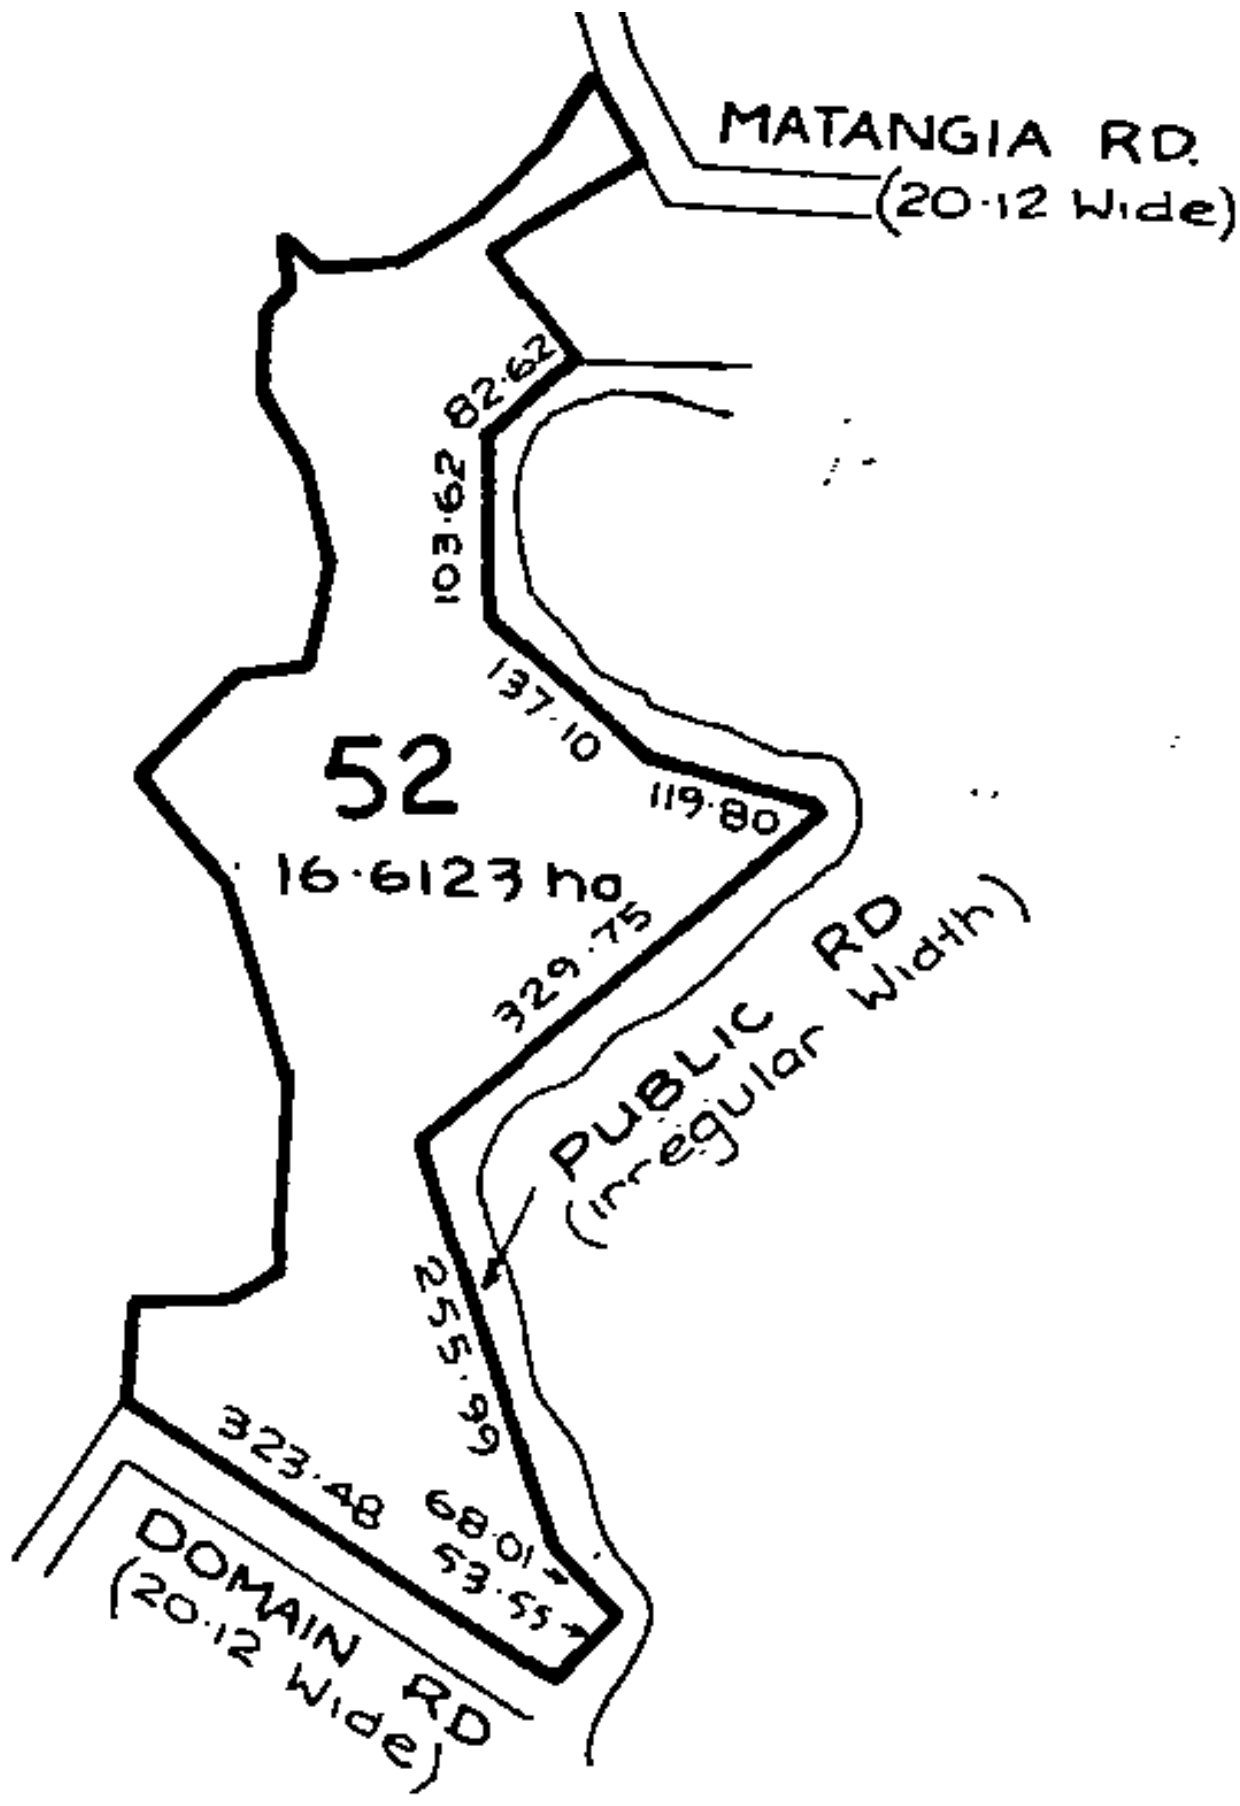 MATANGIA RD.
(20·12 Wide)
82·62
103·62
137·10
119·80
52
16·6123 ha
329·75
PUBLIC RD
(irregular Width)
255·99
323·48
68·01
53·55
DOMAIN RD
(20·12 Wide)